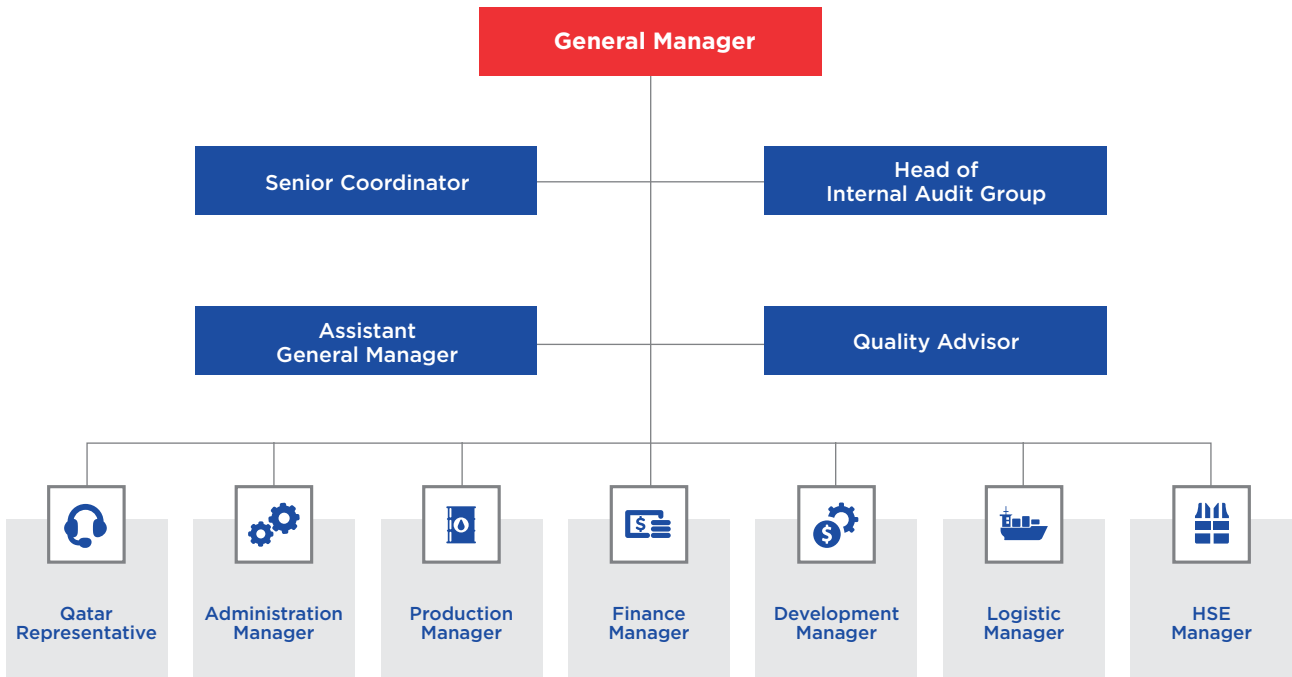 General Manager
Senior Coordinator
Head of
Internal Audit Group
Assistant
General Manager
Quality Advisor
$
$
Qatar
Representative
Administration
Manager
Production
Manager
Finance
Manager
Development
Manager
Logistic
Manager
HSE
Manager